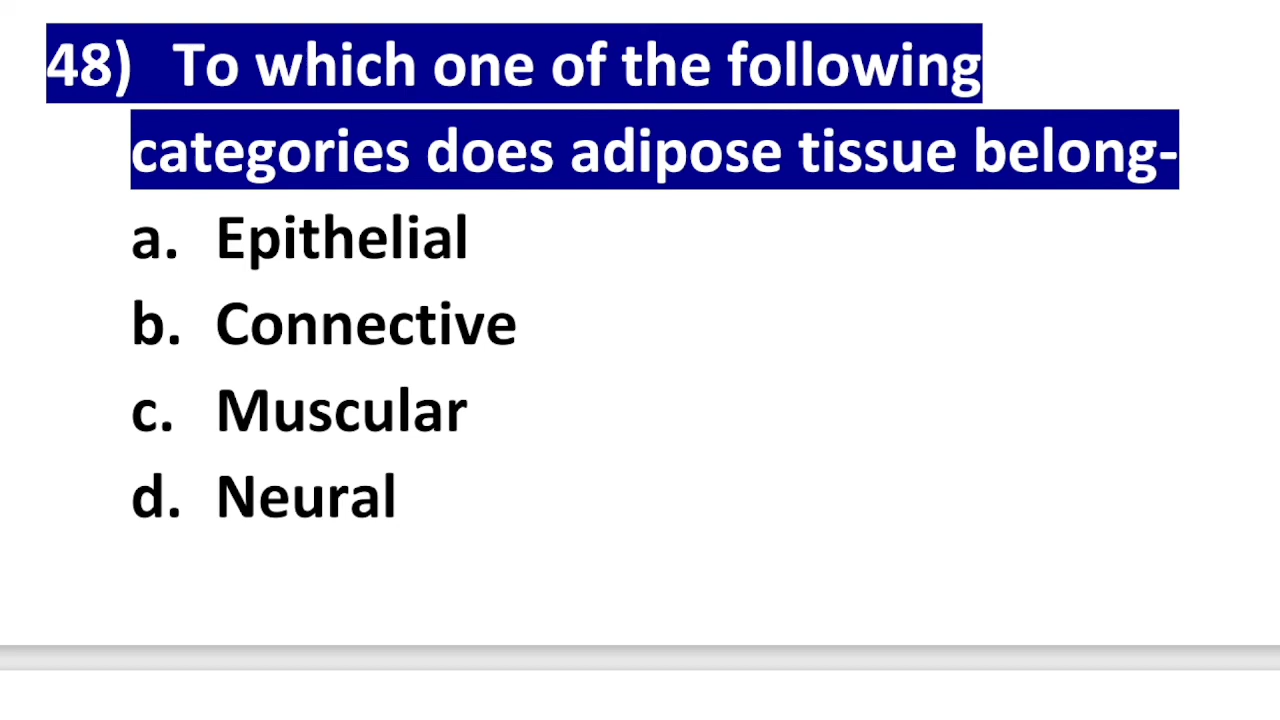 48) To which one of the following
categories does adipose tissue belong-
a. Epithelial
b. Connective
c. Muscular
d. Neural